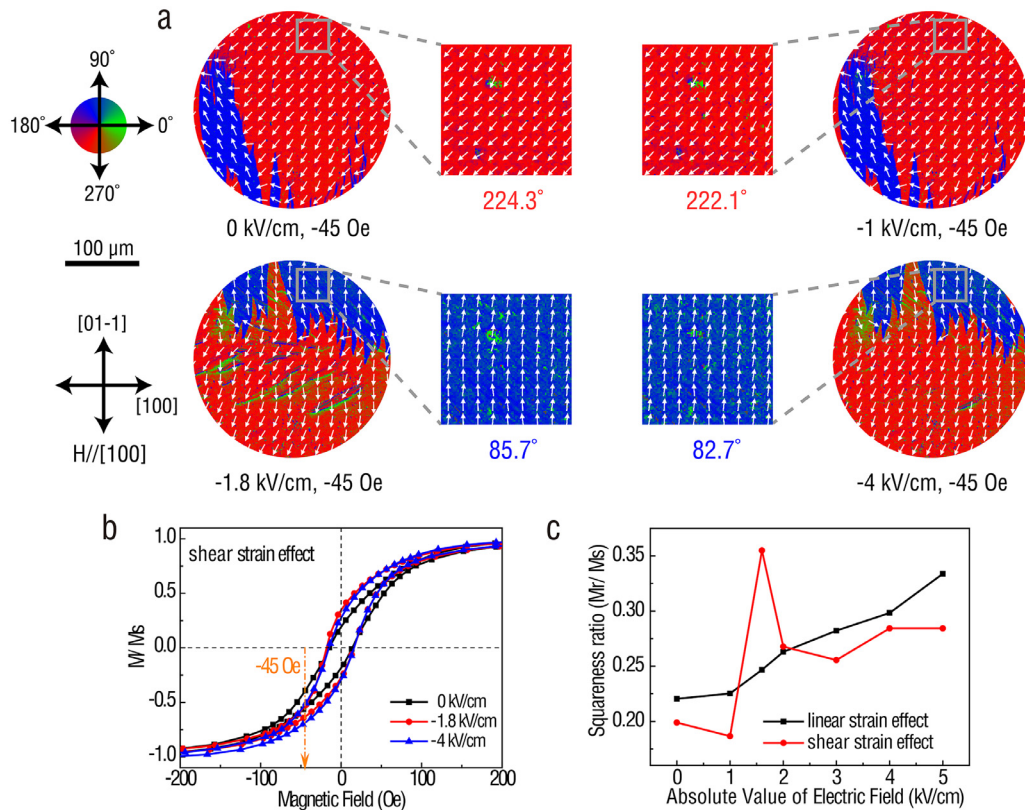 a
90°
180°
0°
270°
224.3°
222.1°
0 kV/cm, -45 Oe
-1 kV/cm, -45 Oe
100 µm
[01-1]
[100]
H//[100]
85.7°
82.7°
-1.8 kV/cm, -45 Oe
-4 kV/cm, -45 Oe
b
shear strain effect
1.0
0.5
0.0
-0.5
-1.0
M/ Ms
-45 Oe
0 kV/cm
-1.8 kV/cm
-4 kV/cm
-200
-100
0
100
200
Magnetic Field (Oe)
c
0.35
0.30
0.25
0.20
Squareness ratio (Mr/ Ms)
linear strain effect
shear strain effect
0
1
2
3
4
5
Absolute Value of Electric Field (kV/cm)